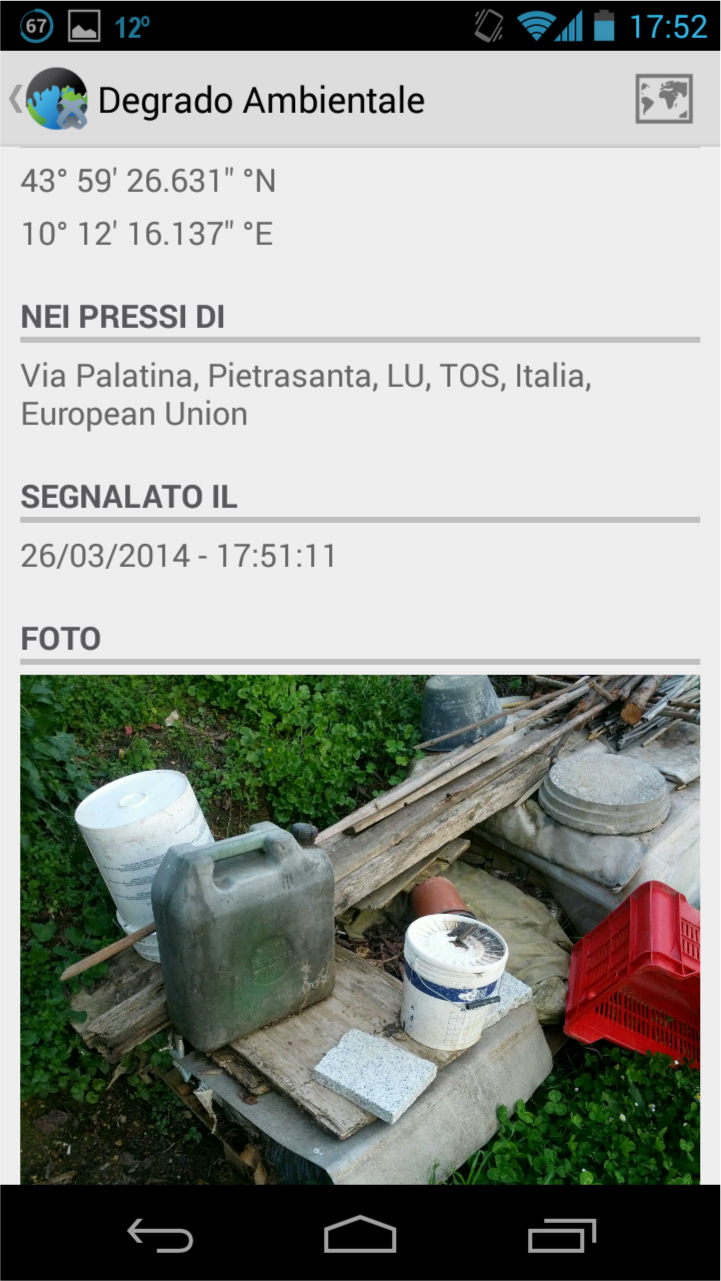 67 12° 17:52
Degrado Ambientale
43° 59' 26.631" °N
10° 12' 16.137" °E
NEI PRESSI DI
Via Palatina, Pietrasanta, LU, TOS, Italia,
European Union
SEGNALATO IL
26/03/2014 - 17:51:11
FOTO